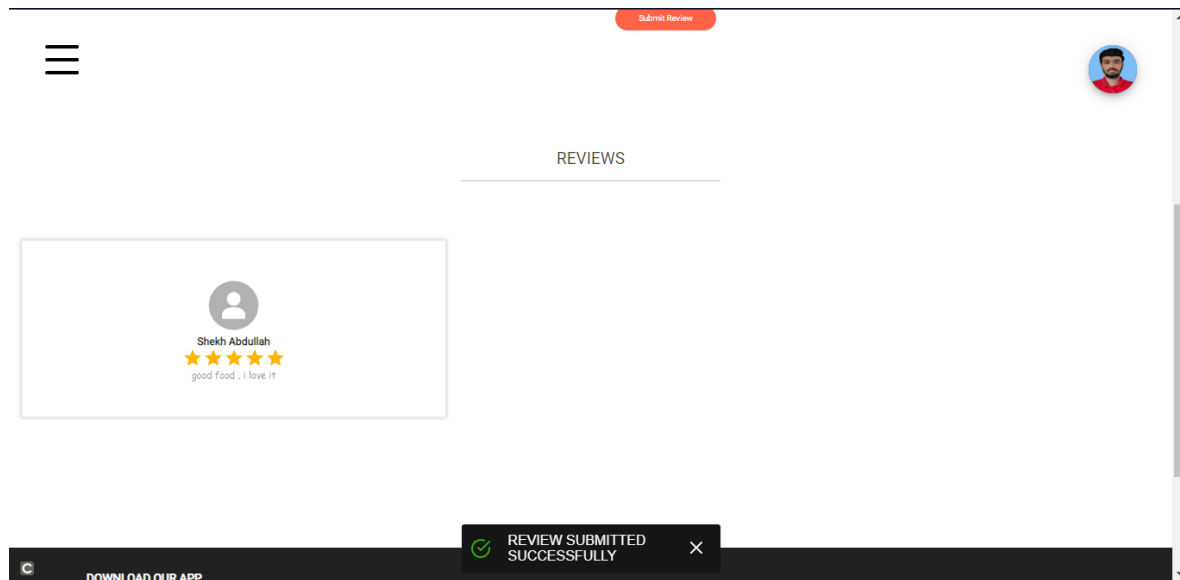 Submit Review
REVIEWS
Shekh Abdullah
good food , i love it
REVIEW SUBMITTED
SUCCESSFULLY
C
DOWNLOAD OUR APP